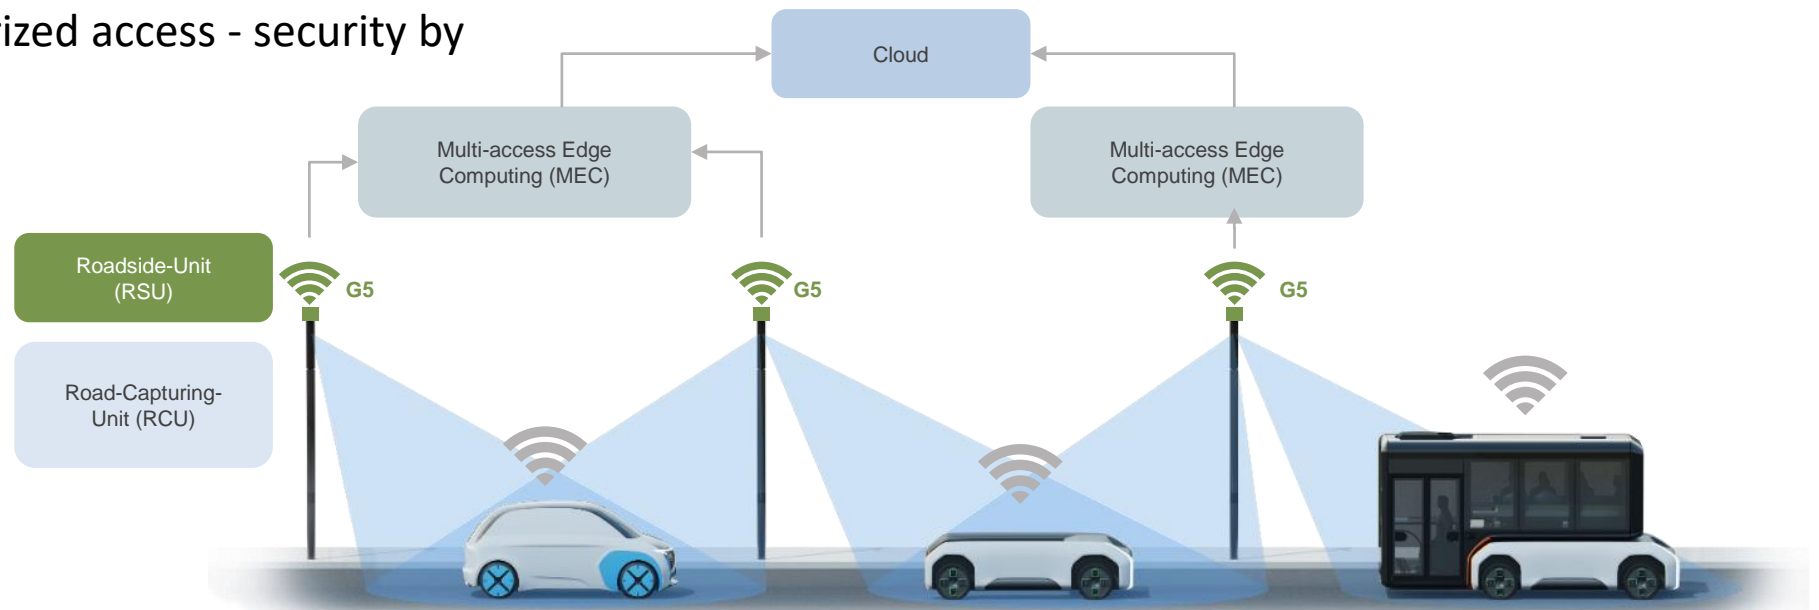 rized access - security by
Cloud
Multi-access Edge
Computing (MEC)
Multi-access Edge
Computing (MEC)
Roadside-Unit
(RSU)
G5
G5
G5
Road-Capturing-
Unit (RCU)